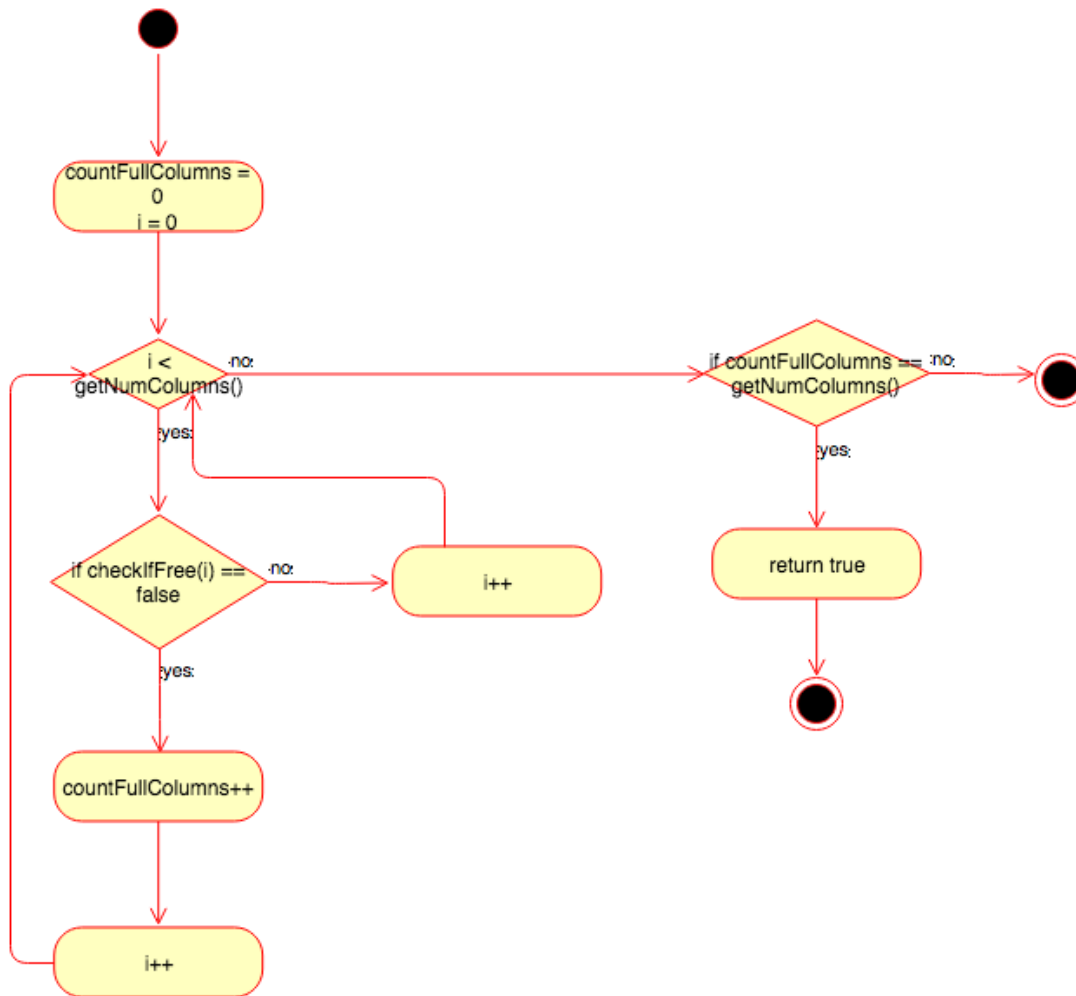 countFullColumns =
0
i = 0
i <
getNumColumns()
:no:
if countFullColumns ==
getNumColumns()
:no:
:yes:
:yes:
if checkIfFree(i) ==
false
:no:
i++
return true
:yes:
countFullColumns++
i++